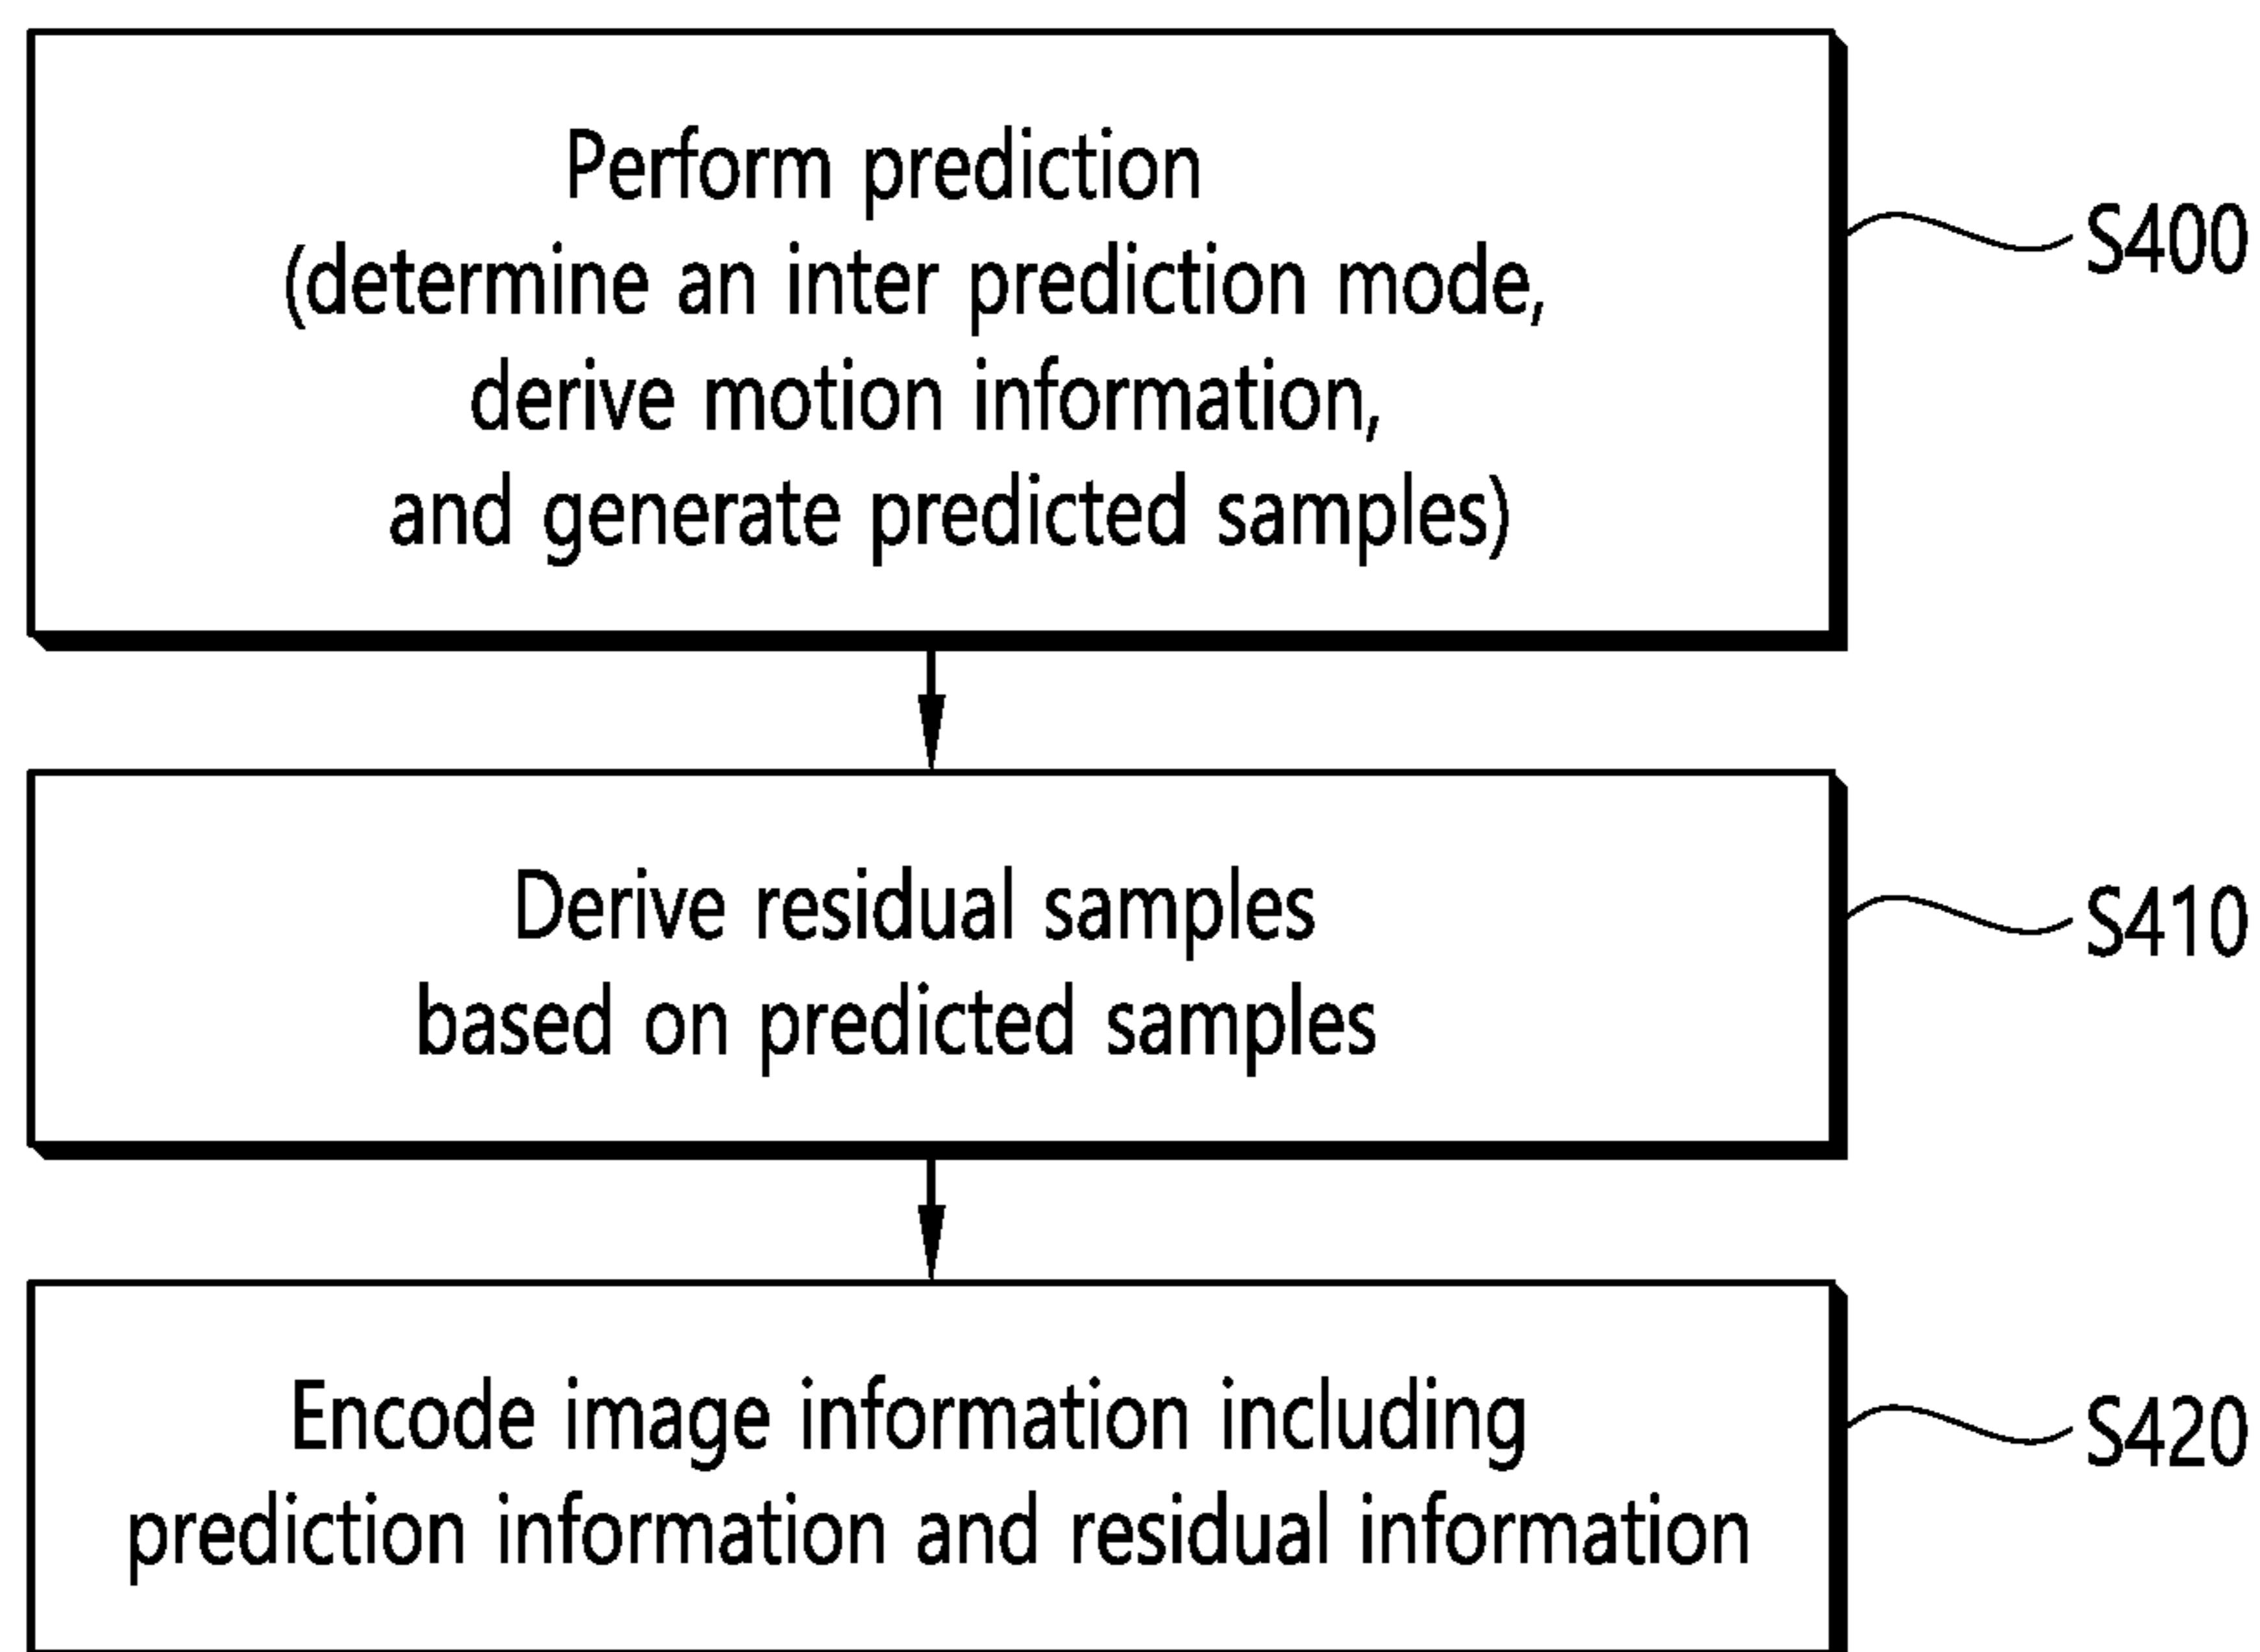 Perform prediction
(determine an inter prediction mode,
derive motion information,
and generate predicted samples)
S400
Derive residual samples
based on predicted samples
S410
Encode image information including
prediction information and residual information
S420